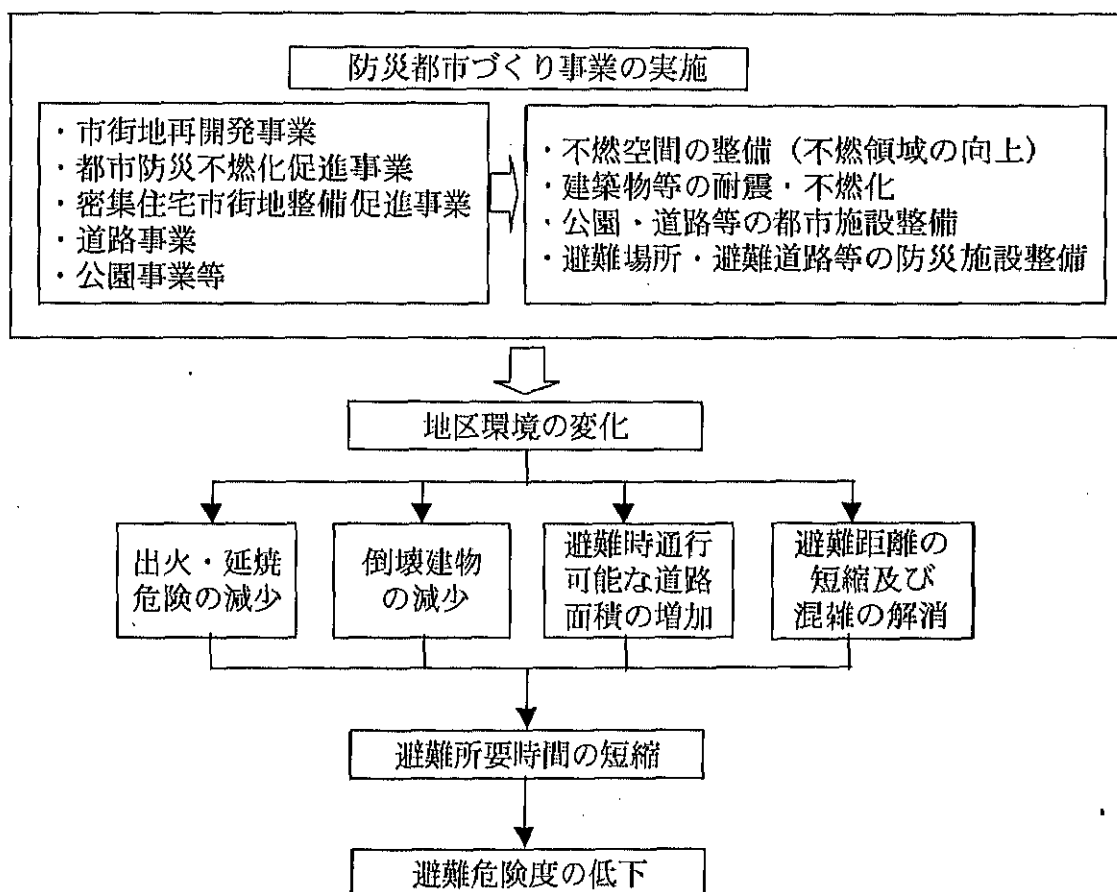 防災都市づくり事業の実施
・市街地再開発事業
・都市防災不燃化促進事業
・密集住宅市街地整備促進事業
・道路事業
・公園事業等
・不燃空間の整備（不燃領域の向上）
・建築物等の耐震・不燃化
・公園・道路等の都市施設整備
・避難場所・避難道路等の防災施設整備
地区環境の変化
出火・延焼
危険の減少
倒壊建物
の減少
避難時通行
可能な道路
面積の増加
避難距離の
短縮及び
混雑の解消
避難所要時間の短縮
避難危険度の低下